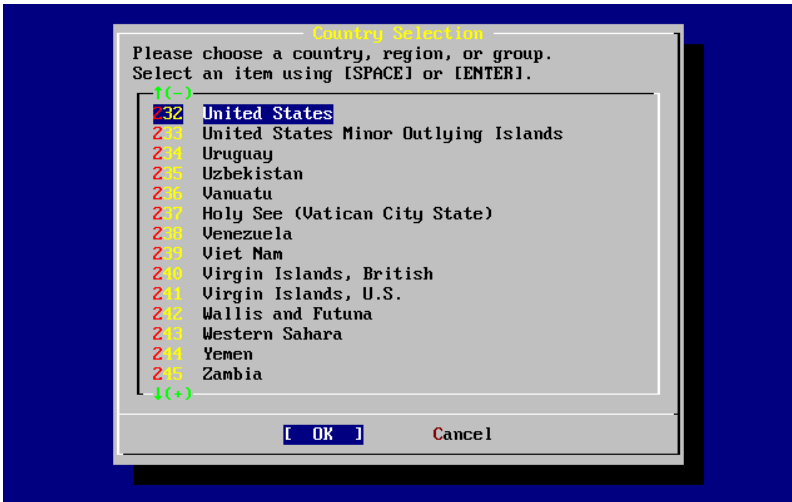 Country Selection
Please choose a country, region, or group.
Select an item using [SPACE] or [ENTER].
↑(-)
232 United States
233 United States Minor Outlying Islands
234 Uruguay
235 Uzbekistan
236 Vanuatu
237 Holy See (Vatican City State)
238 Venezuela
239 Viet Nam
240 Virgin Islands, British
241 Virgin Islands, U.S.
242 Wallis and Futuna
243 Western Sahara
244 Yemen
245 Zambia
↓(+)
[ OK ] Cancel